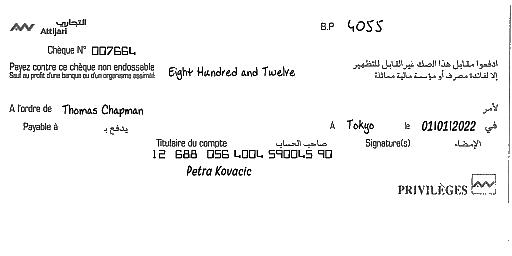 التجاري
Attijari
B.P 4055
Chèque N° 007664
Payez contre ce chèque non endossable
Sauf au profit d'une banque ou d'un organisme assimilé
Eight Hundred and Twelve
ادفعوا مقابل هذا الصك غير القابل للتظهير
إلا لفائدة مصرف أو مؤسسة مالية مماثلة
A l'ordre de Thomas Chapman لأمر
Payable à يدفع بـ
A Tokyo le 01/01/2022 في
Titulaire du compte صاحب الحساب Signature(s) الإمضاء
12 688 056 4004 590045 90
Petra Kovacic
PRIVILÈGES